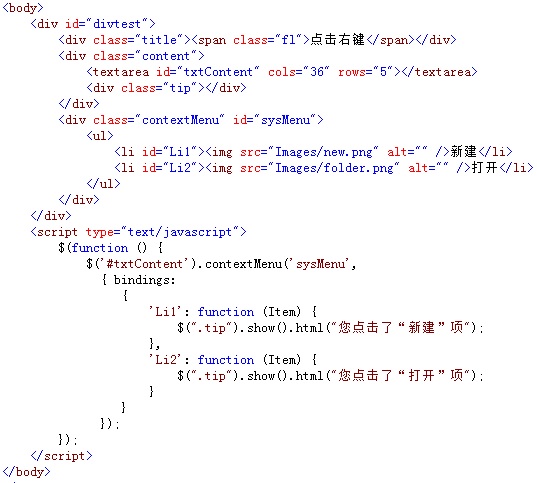 <body>
    <div id="divtest">
        <div class="title"><span class="fl">点击右键</span></div>
        <div class="content">
            <textarea id="txtContent" cols="36" rows="5"></textarea>
            <div class="tip"></div>
        </div>
        <div class="contextMenu" id="sysMenu">
            <ul>
                <li id="Li1"><img src="Images/new.png" alt="" />新建</li>
                <li id="Li2"><img src="Images/folder.png" alt="" />打开</li>
            </ul>
        </div>
    </div>
    <script type="text/javascript">
        $(function () {
            $('#txtContent').contextMenu('sysMenu',
              { bindings:
                 {
                     'Li1': function (Item) {
                         $(".tip").show().html("您点击了“新建”项");
                     },
                     'Li2': function (Item) {
                         $(".tip").show().html("您点击了“打开”项");
                     }
                 }
              });
        });
    </script>
</body>